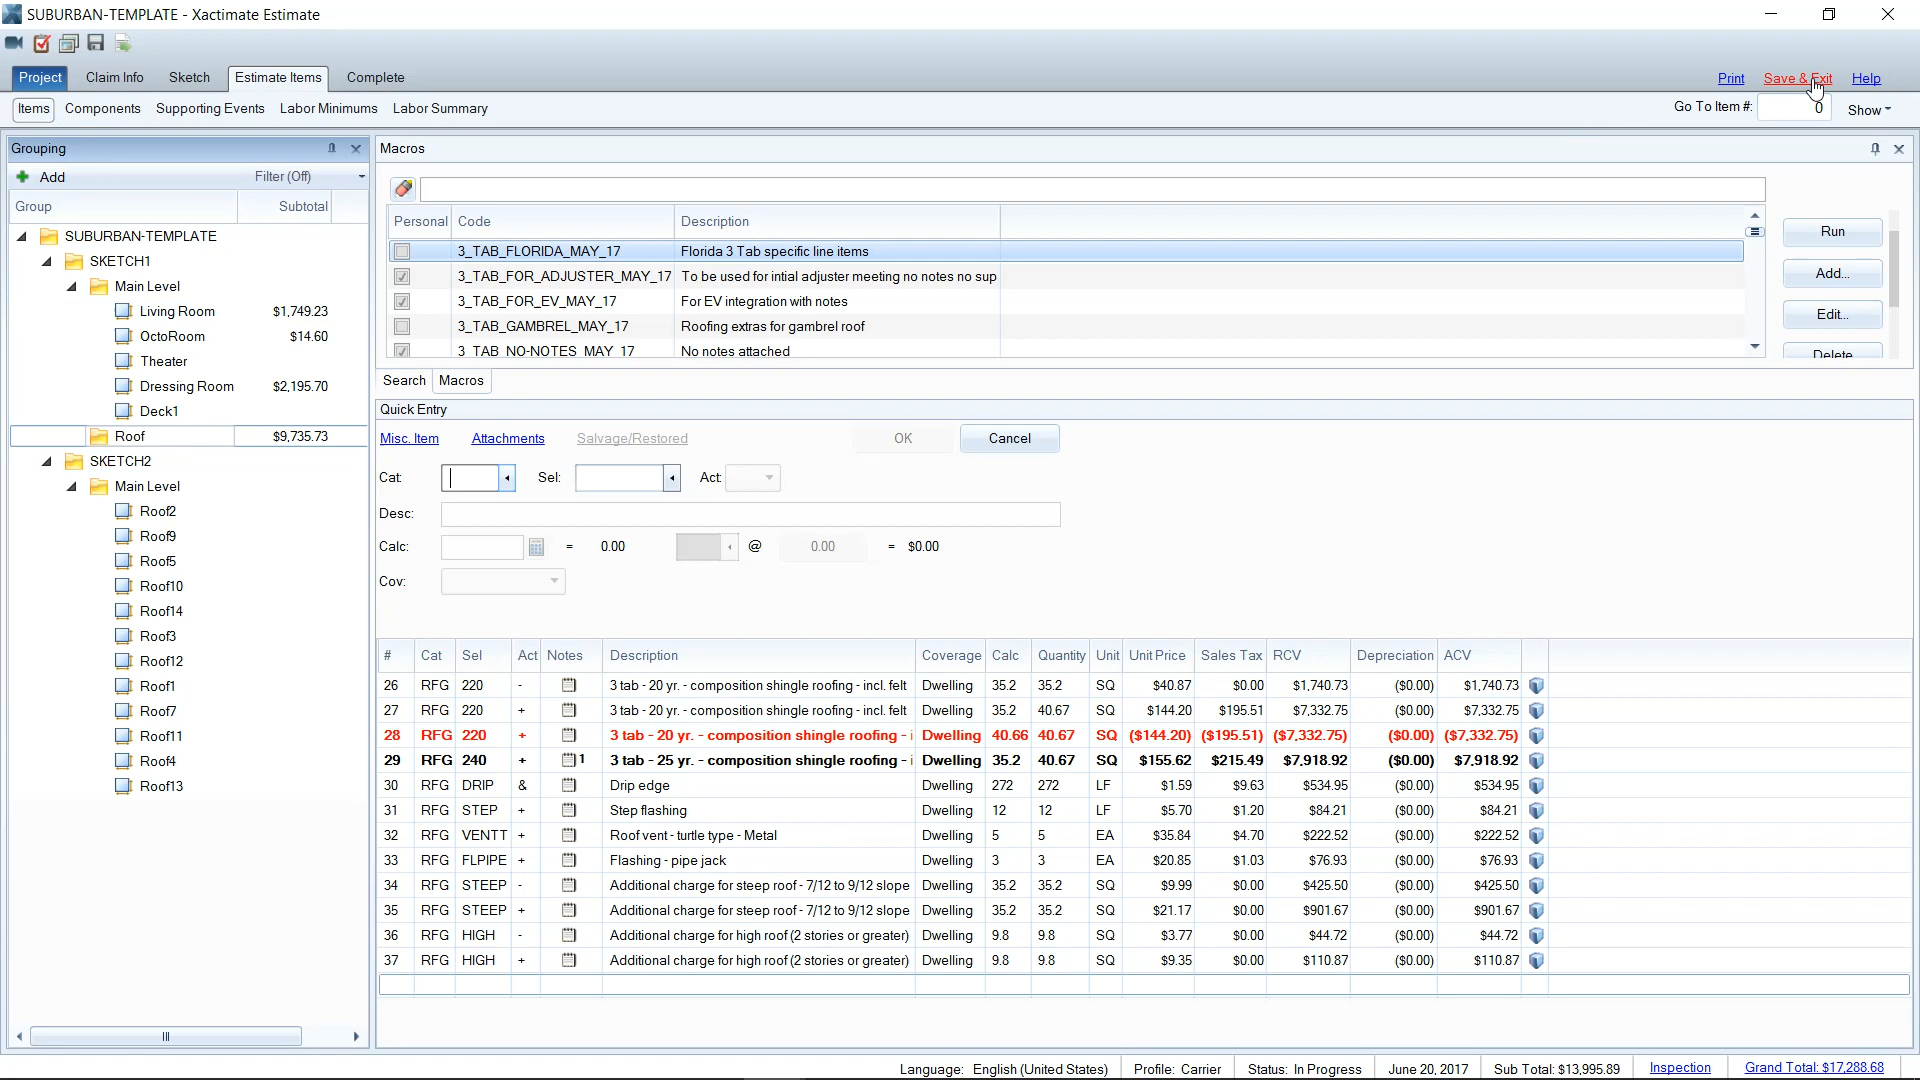 SUBURBAN-TEMPLATE - Xactimate Estimate
Project Claim Info Sketch Estimate Items Complete Print Save & Exit Help
Items Components Supporting Events Labor Minimums Labor Summary Go To Item #: 0 Show
Grouping
Add Filter (Off)
Group Subtotal
SUBURBAN-TEMPLATE
SKETCH1
Main Level
Living Room $1,749.23
OctoRoom $14.60
Theater
Dressing Room $2,195.70
Deck1
Roof $9,735.73
SKETCH2
Main Level
Roof2
Roof9
Roof5
Roof10
Roof14
Roof3
Roof12
Roof1
Roof7
Roof11
Roof4
Roof13
Macros
Personal Code Description
3_TAB_FLORIDA_MAY_17 Florida 3 Tab specific line items
3_TAB_FOR_ADJUSTER_MAY_17 To be used for intial adjuster meeting no notes no sup
3_TAB_FOR_EV_MAY_17 For EV integration with notes
3_TAB_GAMBREL_MAY_17 Roofing extras for gambrel roof
3_TAB_NO-NOTES_MAY_17 No notes attached
Run
Add...
Edit...
Delete
Search Macros
Quick Entry
Misc. Item Attachments Salvage/Restored OK Cancel
Cat: Sel: Act:
Desc:
Calc: = 0.00 @ 0.00 = $0.00
Cov:
# Cat Sel Act Notes Description Coverage Calc Quantity Unit Unit Price Sales Tax RCV Depreciation ACV
26 RFG 220 - 3 tab - 20 yr. - composition shingle roofing - incl. felt Dwelling 35.2 35.2 SQ $40.87 $0.00 $1,740.73 ($0.00) $1,740.73
27 RFG 220 + 3 tab - 20 yr. - composition shingle roofing - incl. felt Dwelling 35.2 40.67 SQ $144.20 $195.51 $7,332.75 ($0.00) $7,332.75
28 RFG 220 + 3 tab - 20 yr. - composition shingle roofing - i Dwelling 40.66 40.67 SQ ($144.20) ($195.51) ($7,332.75) ($0.00) ($7,332.75)
29 RFG 240 + 1 3 tab - 25 yr. - composition shingle roofing - i Dwelling 35.2 40.67 SQ $155.62 $215.49 $7,918.92 ($0.00) $7,918.92
30 RFG DRIP & Drip edge Dwelling 272 272 LF $1.59 $9.63 $534.95 ($0.00) $534.95
31 RFG STEP + Step flashing Dwelling 12 12 LF $5.70 $1.20 $84.21 ($0.00) $84.21
32 RFG VENTT + Roof vent - turtle type - Metal Dwelling 5 5 EA $35.84 $4.70 $222.52 ($0.00) $222.52
33 RFG FLPIPE + Flashing - pipe jack Dwelling 3 3 EA $20.85 $1.03 $76.93 ($0.00) $76.93
34 RFG STEEP - Additional charge for steep roof - 7/12 to 9/12 slope Dwelling 35.2 35.2 SQ $9.99 $0.00 $425.50 ($0.00) $425.50
35 RFG STEEP + Additional charge for steep roof - 7/12 to 9/12 slope Dwelling 35.2 35.2 SQ $21.17 $0.00 $901.67 ($0.00) $901.67
36 RFG HIGH - Additional charge for high roof (2 stories or greater) Dwelling 9.8 9.8 SQ $3.77 $0.00 $44.72 ($0.00) $44.72
37 RFG HIGH + Additional charge for high roof (2 stories or greater) Dwelling 9.8 9.8 SQ $9.35 $0.00 $110.87 ($0.00) $110.87
Language: English (United States) Profile: Carrier Status: In Progress June 20, 2017 Sub Total: $13,995.89 Inspection Grand Total: $17,288.68